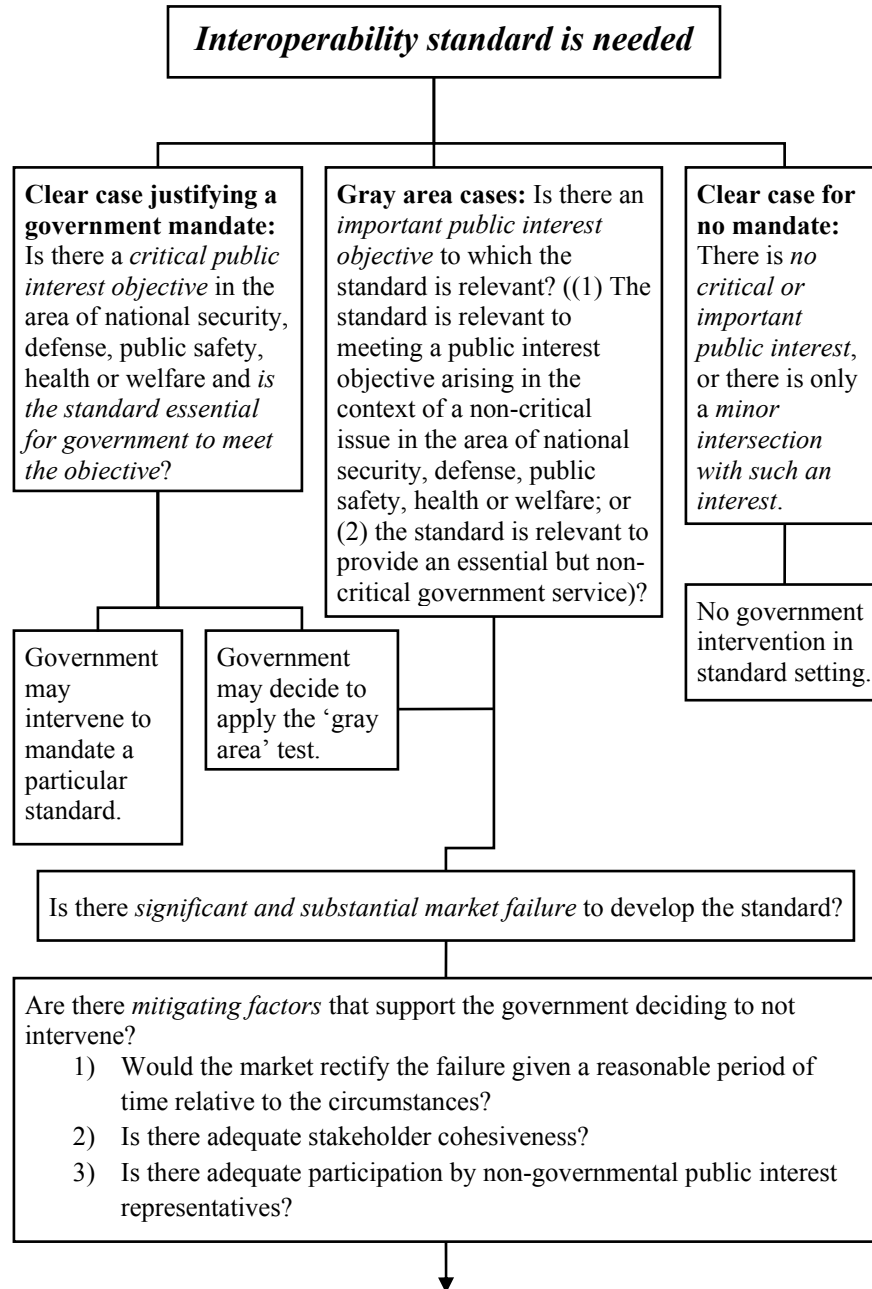 Interoperability standard is needed
Clear case justifying a
government mandate:
Is there a critical public
interest objective in the
area of national security,
defense, public safety,
health or welfare and is
the standard essential
for government to meet
the objective?
Gray area cases: Is there an
important public interest
objective to which the
standard is relevant? ((1) The
standard is relevant to
meeting a public interest
objective arising in the
context of a non-critical
issue in the area of national
security, defense, public
safety, health or welfare; or
(2) the standard is relevant to
provide an essential but non-
critical government service)?
Clear case for
no mandate:
There is no
critical or
important
public interest,
or there is only
a minor
intersection
with such an
interest.
Government
may
intervene to
mandate a
particular
standard.
Government
may decide to
apply the ‘gray
area’ test.
No government
intervention in
standard setting.
Is there significant and substantial market failure to develop the standard?
Are there mitigating factors that support the government deciding to not
intervene?
1) Would the market rectify the failure given a reasonable period of
time relative to the circumstances?
2) Is there adequate stakeholder cohesiveness?
3) Is there adequate participation by non-governmental public interest
representatives?